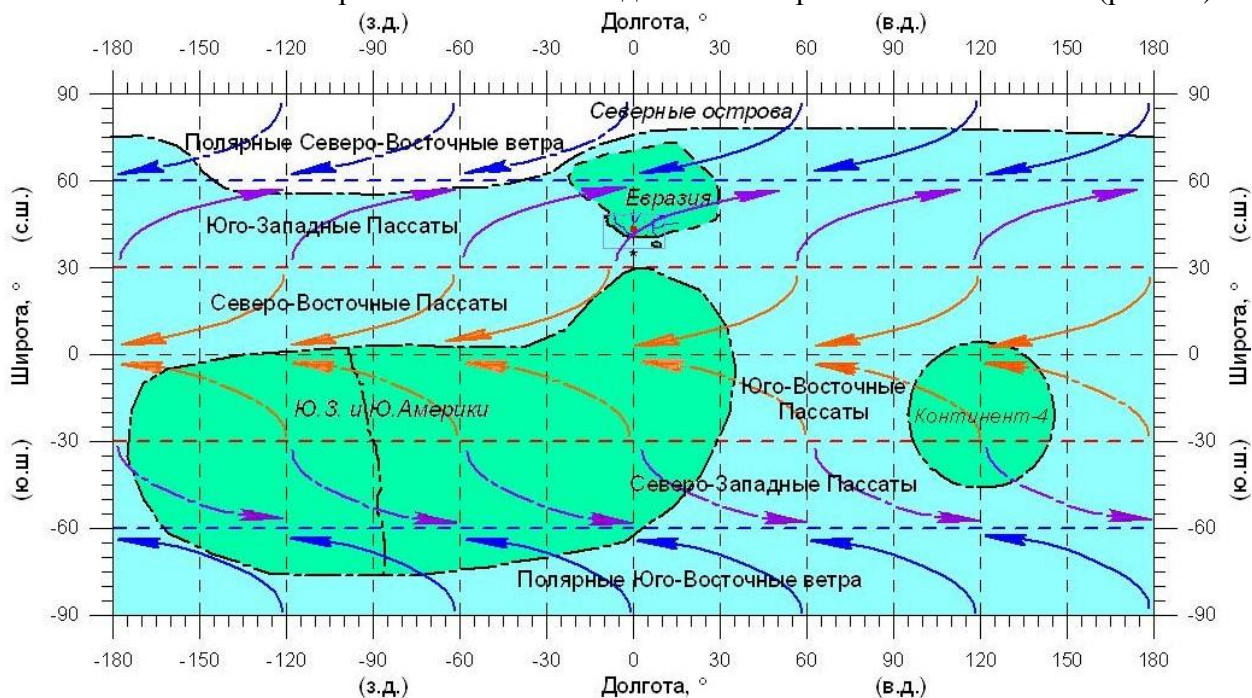 (з.д.) Долгота, ° (в.д.)
-180 -150 -120 -90 -60 -30 0 30 60 90 120 150 180
90 90
Северные острова
Полярные Северо-Восточные ветра
60 60
Евразия
(с.ш.) Юго-Западные Пассаты (с.ш.)
30 30
Северо-Восточные Пассаты
Широта, ° 0 0 Широта, °
Юго-Восточные
Пассаты
Ю.З. и Ю.Америки
Континент-4
-30 -30
(ю.ш.) Северо-Западные Пассаты (ю.ш.)
-60 -60
Полярные Юго-Восточные ветра
-90 -90
-180 -150 -120 -90 -60 -30 0 30 60 90 120 150 180
(з.д.) Долгота, ° (в.д.)